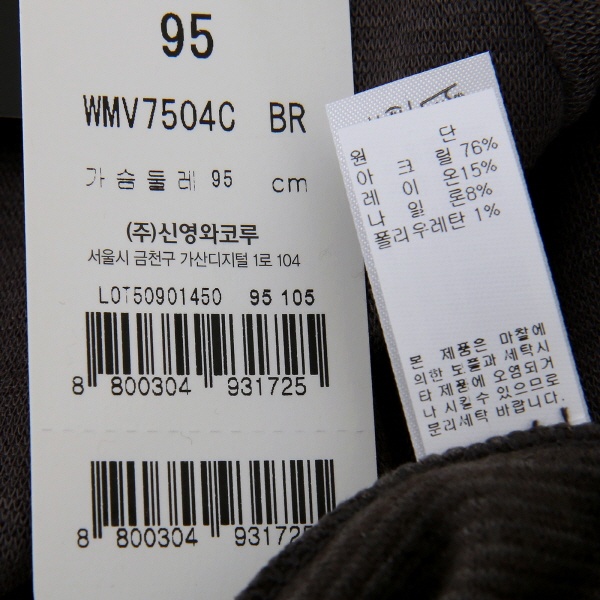 95
WMV7504C BR
가슴둘레 95 cm
(주)신영와코루
서울시 금천구 가산디지털 1로 104
LOT50901450 95 105
8 800304 931725
8 800304 931725
원 단
아 크 릴 76%
레 이 온15%
나 일 론8%
폴리우레탄 1%
본 제품은 마찰에
의한 보풀과 세탁시
타 제품에 오염되거
나 시킬수 있으므로
분리세탁 바랍니다.